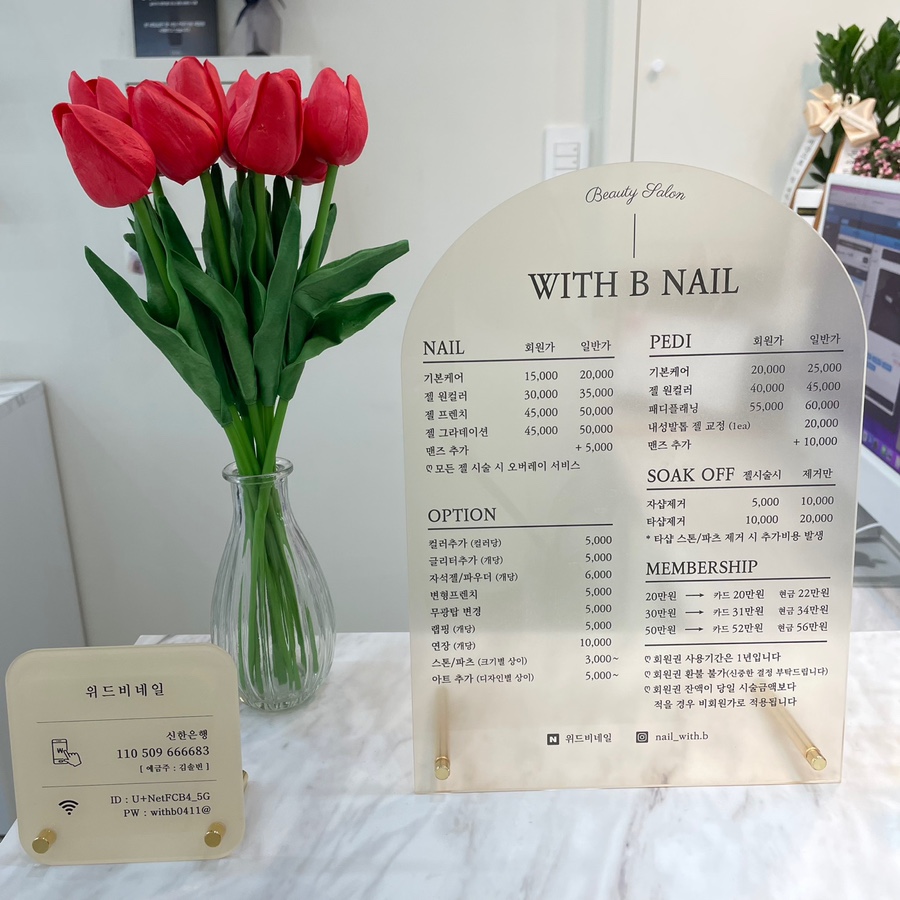 Beauty Salon
WITH B NAIL
NAIL 회원가 일반가
기본케어 15,000 20,000
젤 원컬러 30,000 35,000
젤 프렌치 45,000 50,000
젤 그라데이션 45,000 50,000
맨즈 추가 + 5,000
♡ 모든 젤 시술 시 오버레이 서비스
OPTION
컬러추가 (컬러당) 5,000
글리터추가 (개당) 5,000
자석젤/파우더 (개당) 6,000
변형프렌치 5,000
무광탑 변경 5,000
랩핑 (개당) 5,000
연장 (개당) 10,000
스톤/파츠 (크기별 상이) 3,000~
아트 추가 (디자인별 상이) 5,000~
PEDI 회원가 일반가
기본케어 20,000 25,000
젤 원컬러 40,000 45,000
패디플래닝 55,000 60,000
내성발톱 젤 교정 (1ea) 20,000
맨즈 추가 + 10,000
SOAK OFF 젤시술시 제거만
자샵제거 5,000 10,000
타샵제거 10,000 20,000
* 타샵 스톤/파츠 제거 시 추가비용 발생
MEMBERSHIP
20만원 → 카드 20만원 현금 22만원
30만원 → 카드 31만원 현금 34만원
50만원 → 카드 52만원 현금 56만원
♡ 회원권 사용기간은 1년입니다
♡ 회원권 환불 불가(신중한 결정 부탁드립니다)
♡ 회원권 잔액이 당일 시술금액보다
적을 경우 비회원가로 적용됩니다
N 위드비네일 nail_with.b
위드비네일
신한은행
110 509 666683
[ 예금주 : 김솔빈 ]
ID : U+NetFCB4_5G
PW : withb0411@